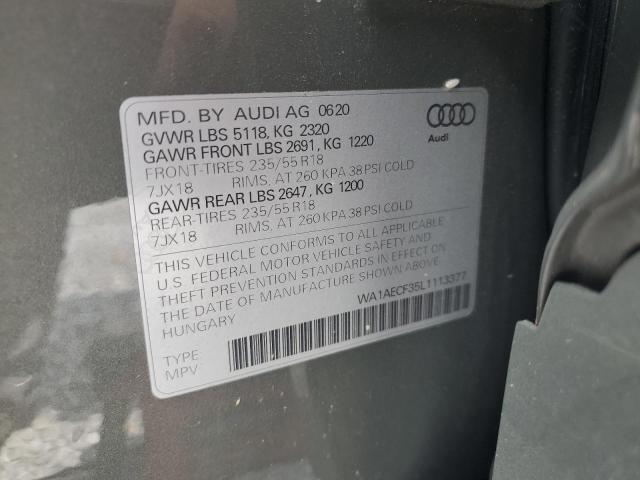 MFD. BY AUDI AG 0620
GVWR LBS 5118, KG 2320
GAWR FRONT LBS 2691, KG 1220
FRONT-TIRES 235/55 R18
7JX18 RIMS, AT 260 KPA 38 PSI COLD
GAWR REAR LBS 2647, KG 1200
REAR-TIRES 235/55 R18
7JX18 RIMS, AT 260 KPA 38 PSI COLD
Audi
THIS VEHICLE CONFORMS TO ALL APPLICABLE
U.S. FEDERAL MOTOR VEHICLE SAFETY AND
THEFT PREVENTION STANDARDS IN EFFECT ON
THE DATE OF MANUFACTURE SHOWN ABOVE
HUNGARY
WA1AECF35L1113377
TYPE:
MPV